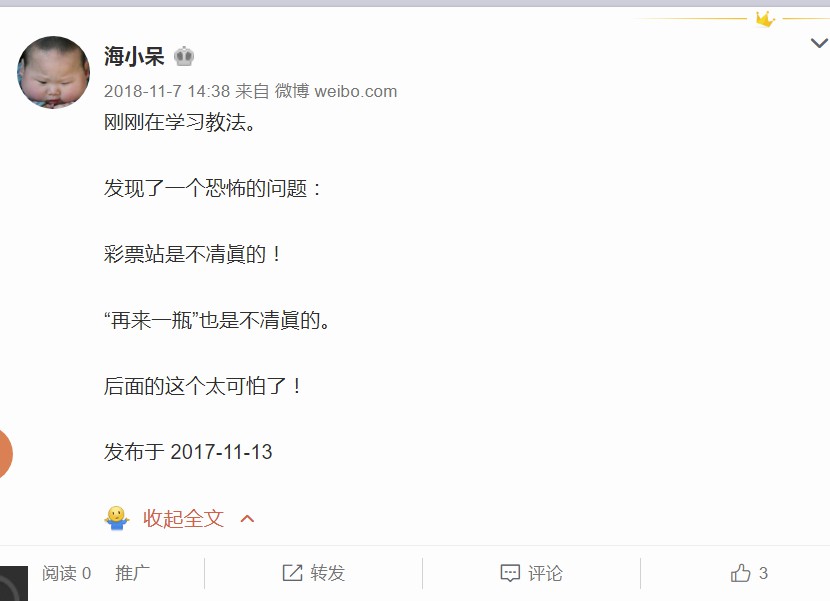 海小呆
2018-11-7 14:38 来自 微博 weibo.com
刚刚在学习教法。
发现了一个恐怖的问题：
彩票站是不凊眞的！
“再来一瓶”也是不凊眞的。
后面的这个太可怕了！
发布于 2017-11-13
收起全文
阅读 0 推广 转发 评论 3